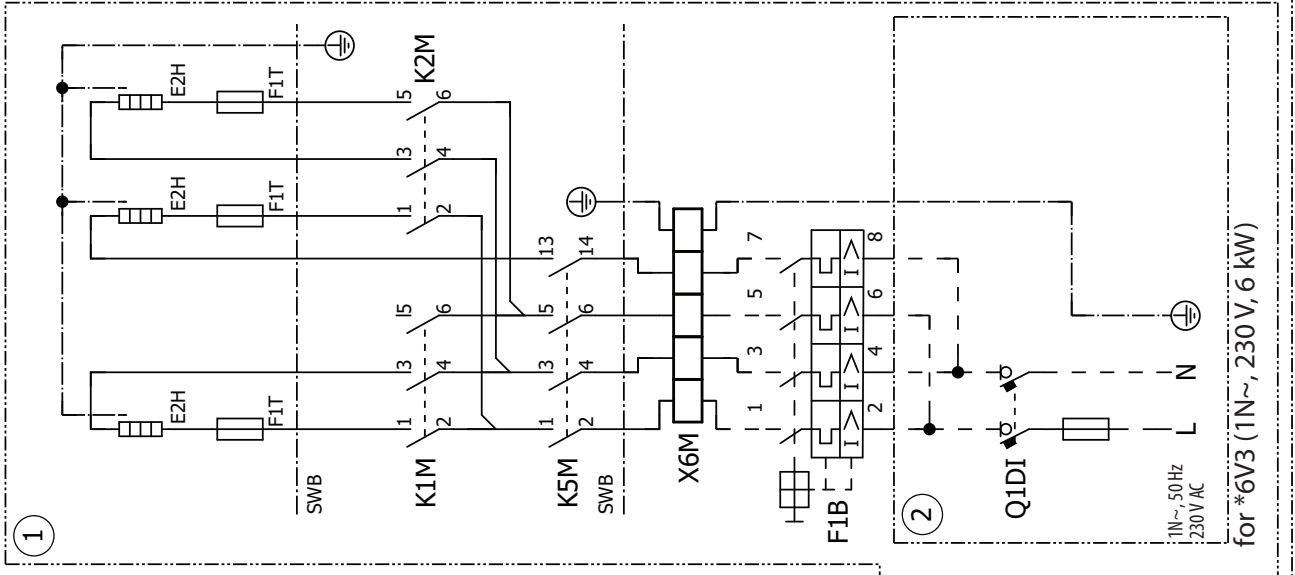 1
E2H
F1T
E2H
F1T
E2H
F1T
SWB
K1M
1 2
3 4
5 6
K2M
1 2
3 4
5 6
K5M
1 2
3 4
5 6
13 14
SWB
X6M
F1B
1 3 5 7
I> I> I> I>
2 4 6 8
2
Q1DI
1N~, 50 Hz
230 V AC
L
N
for *6V3 (1N~, 230 V, 6 kW)